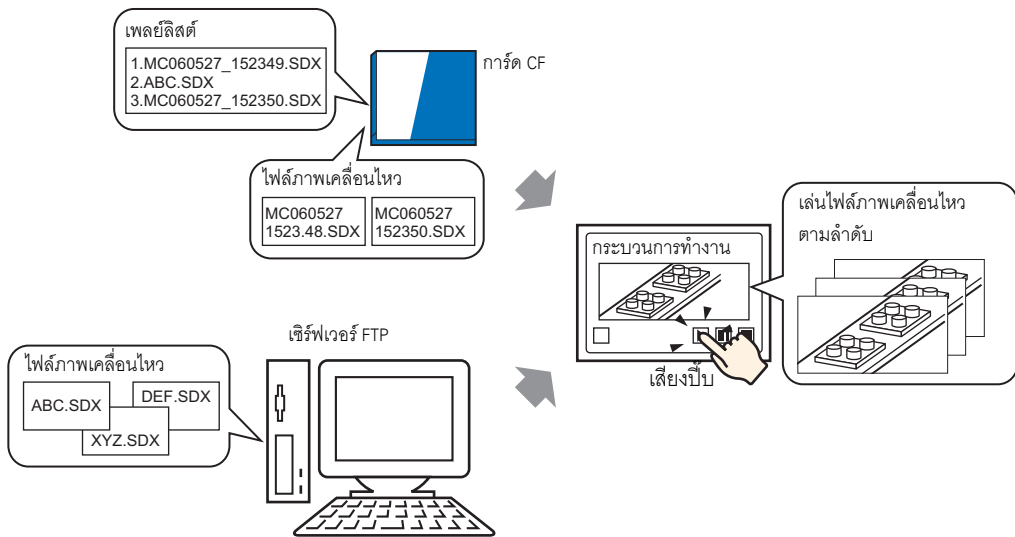 เพลย์ลิสต์
1.MC060527_152349.SDX
2.ABC.SDX
3.MC060527_152350.SDX
การ์ด CF
ไฟล์ภาพเคลื่อนไหว
MC060527
1523.48.SDX
MC060527
152350.SDX
เซิร์ฟเวอร์ FTP
ไฟล์ภาพเคลื่อนไหว
ABC.SDX
DEF.SDX
XYZ.SDX
กระบวนการทำงาน
เสียงปี๊บ
เล่นไฟล์ภาพเคลื่อนไหว
ตามลำดับ